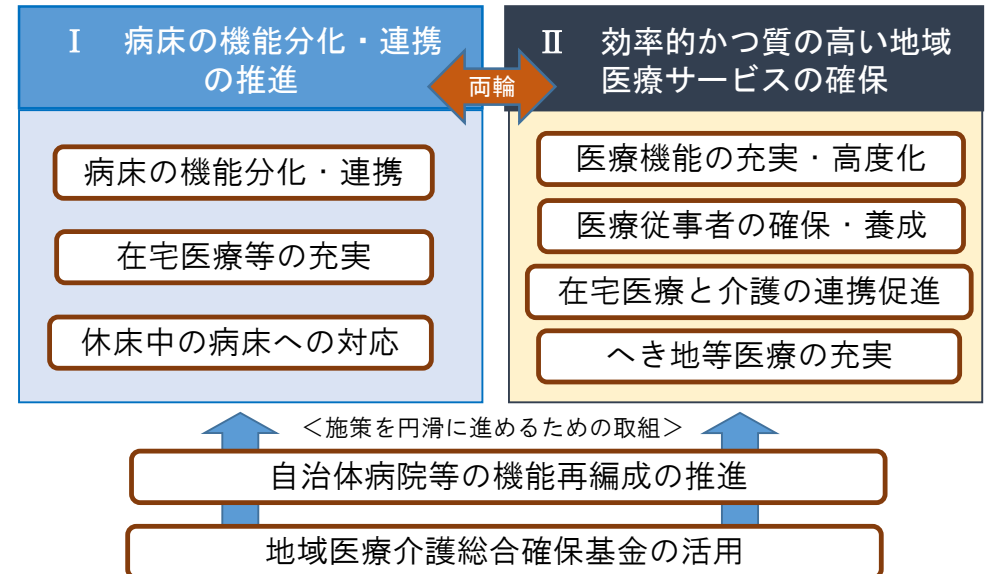 Ⅰ 病床の機能分化・連携
の推進
両輪
Ⅱ 効率的かつ質の高い地域
医療サービスの確保
病床の機能分化・連携
在宅医療等の充実
休床中の病床への対応
医療機能の充実・高度化
医療従事者の確保・養成
在宅医療と介護の連携促進
へき地等医療の充実
＜施策を円滑に進めるための取組＞
自治体病院等の機能再編成の推進
地域医療介護総合確保基金の活用